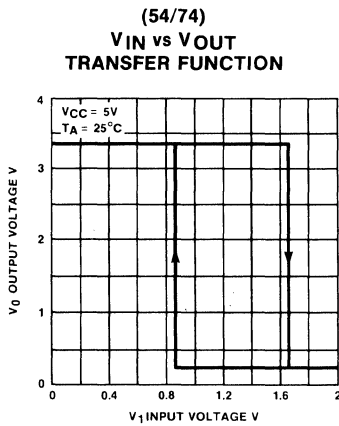 (54/74)
VIN vs VOUT
TRANSFER FUNCTION
4
VCC = 5V
TA = 25°C
3
2
1
0
VO OUTPUT VOLTAGE V
0 0.4 0.8 1.2 1.6 2
V1 INPUT VOLTAGE V